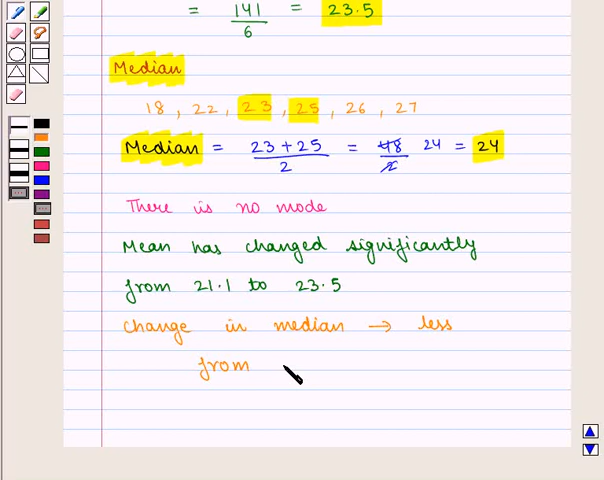 = 141/6 = 23.5
Median
18 , 22 , 23 , 25 , 26 , 27
Median = 23+25/2 = 48/2 24 = 24
There is no mode
Mean has changed significantly
from 21.1 to 23.5
change in median → less
from